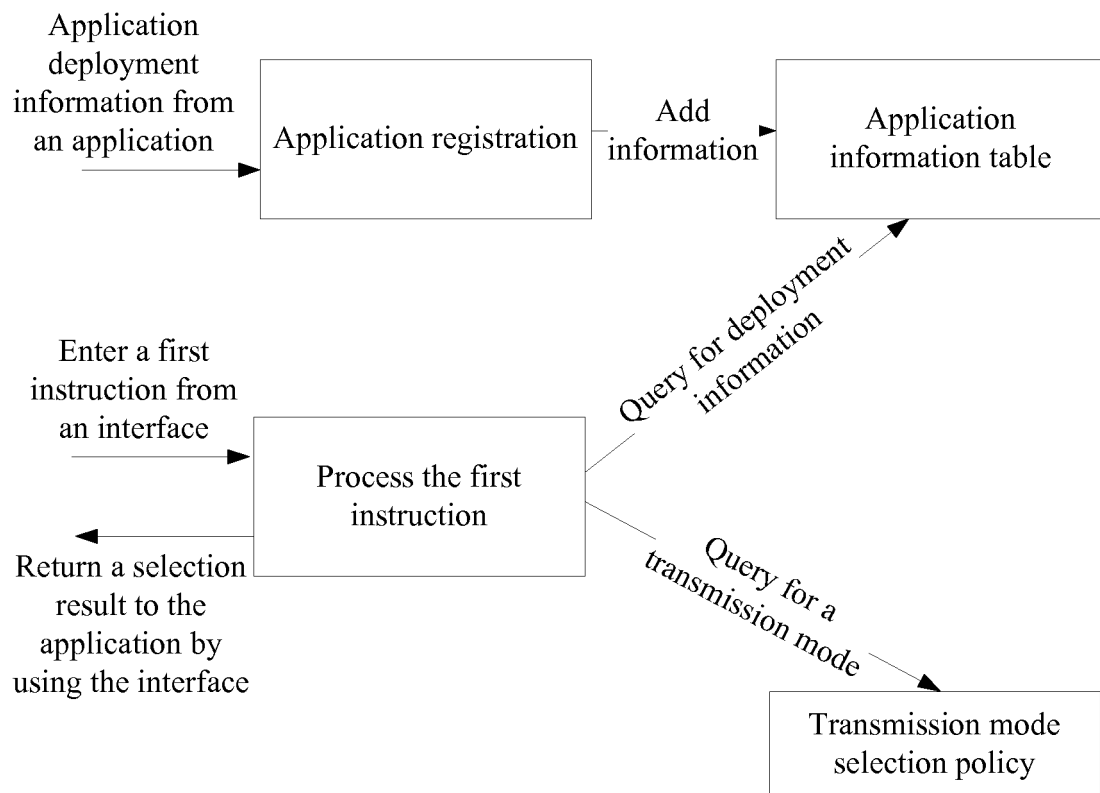 Application
deployment
information from
an application
Application registration
Add
information
Application
information table
Query for deployment
information
Enter a first
instruction from
an interface
Process the first
instruction
Return a selection
result to the
application by
using the interface
Query for a
transmission mode
Transmission mode
selection policy